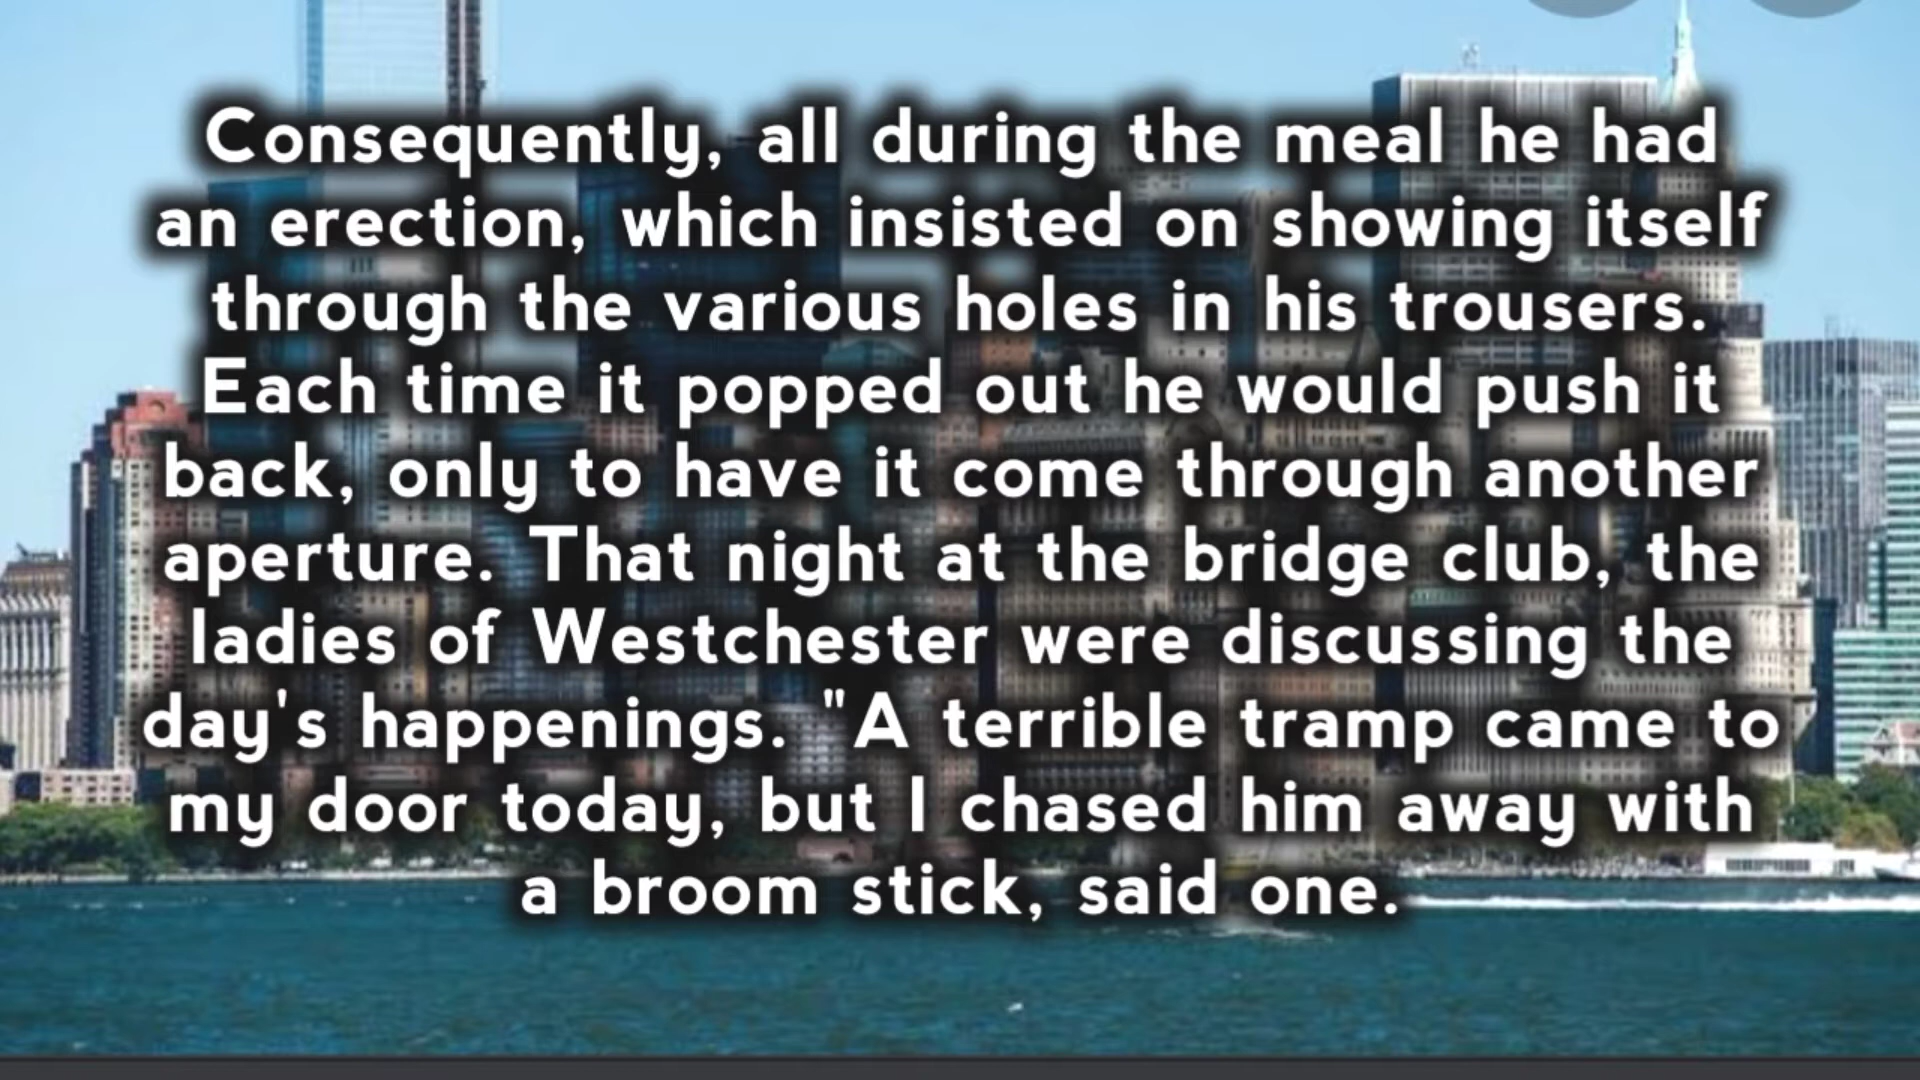 Consequently, all during the meal he had
an erection, which insisted on showing itself
through the various holes in his trousers.
Each time it popped out he would push it
back, only to have it come through another
aperture. That night at the bridge club, the
ladies of Westchester were discussing the
day's happenings. "A terrible tramp came to
my door today, but I chased him away with
a broom stick, said one.